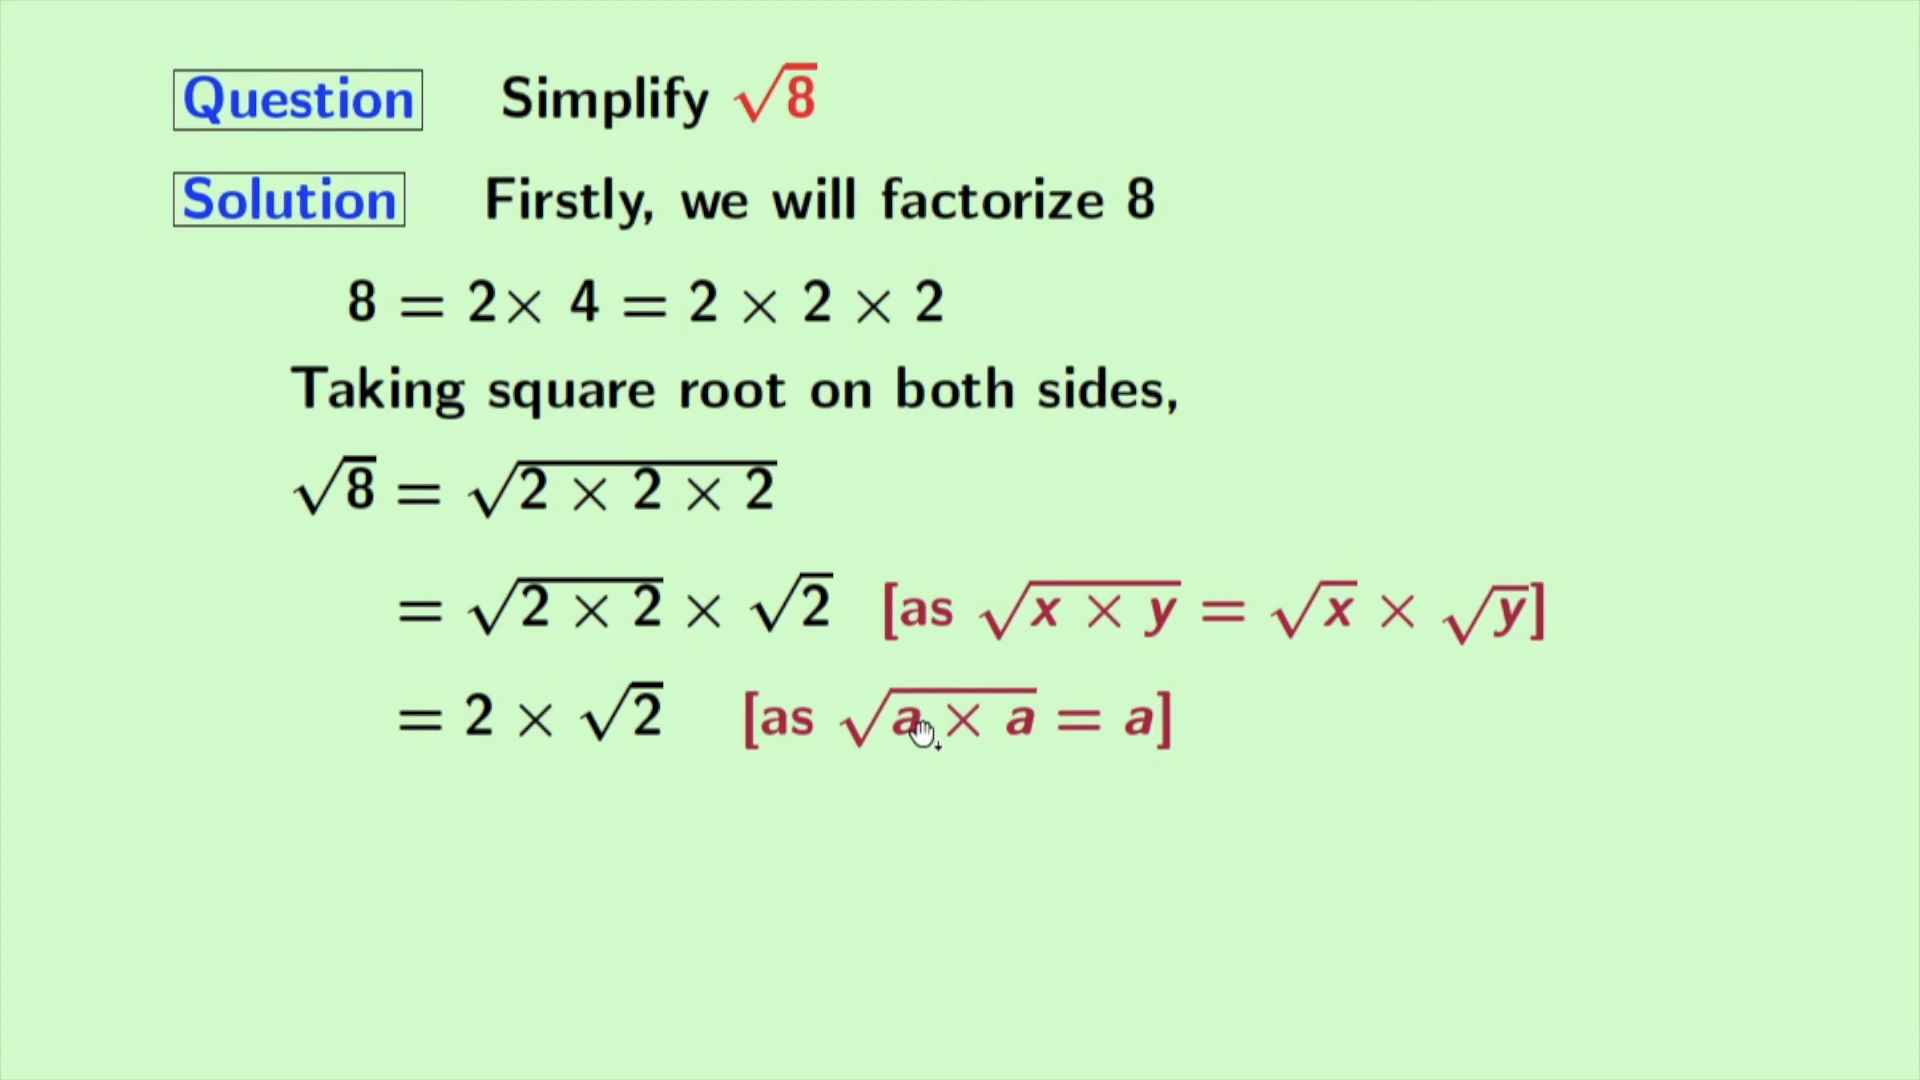 Question Simplify √8
Solution Firstly, we will factorize 8
8 = 2× 4 = 2 × 2 × 2
Taking square root on both sides,
√8 = √(2 × 2 × 2)
= √(2 × 2) × √2 [as √(x × y) = √x × √y]
= 2 × √2 [as √(a × a) = a]